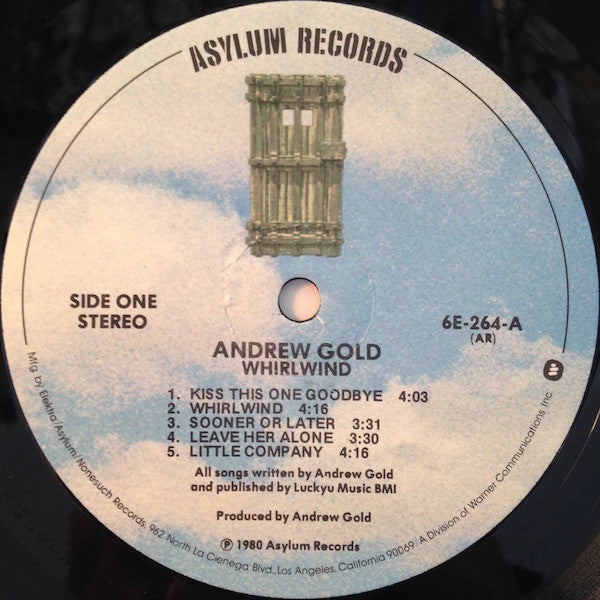 ASYLUM RECORDS
SIDE ONE
STEREO
6E-264-A
(AR)
ANDREW GOLD
WHIRLWIND
1. KISS THIS ONE GOODBYE 4:03
2. WHIRLWIND 4:16
3. SOONER OR LATER 3:31
4. LEAVE HER ALONE 3:30
5. LITTLE COMPANY 4:16
All songs written by Andrew Gold
and published by Luckyu Music BMI
Produced by Andrew Gold
Ⓟ 1980 Asylum Records
Mfg. by Elektra/Asylum/Nonesuch Records, 962 North La Cienega Blvd., Los Angeles, California 90069/A Division of Warner Communications Inc.